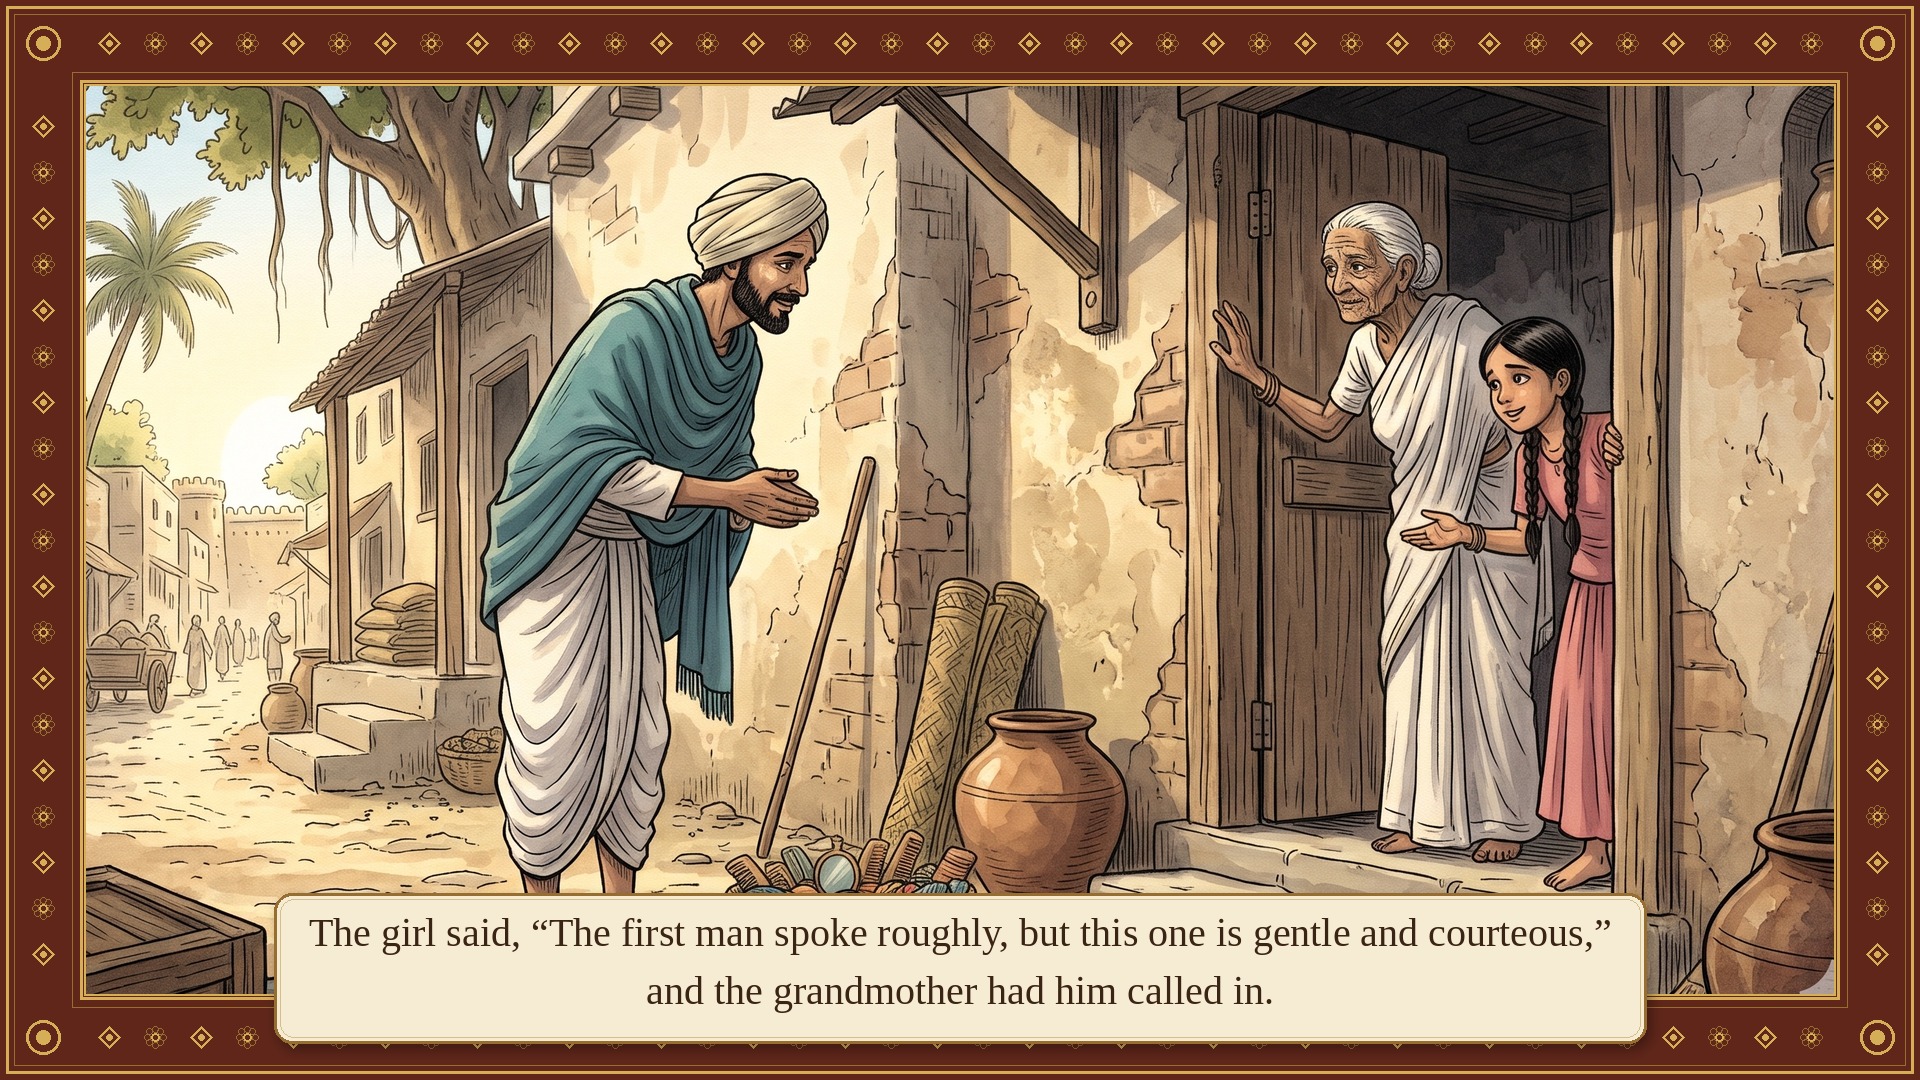 The girl said, “The first man spoke roughly, but this one is gentle and courteous,”
and the grandmother had him called in.